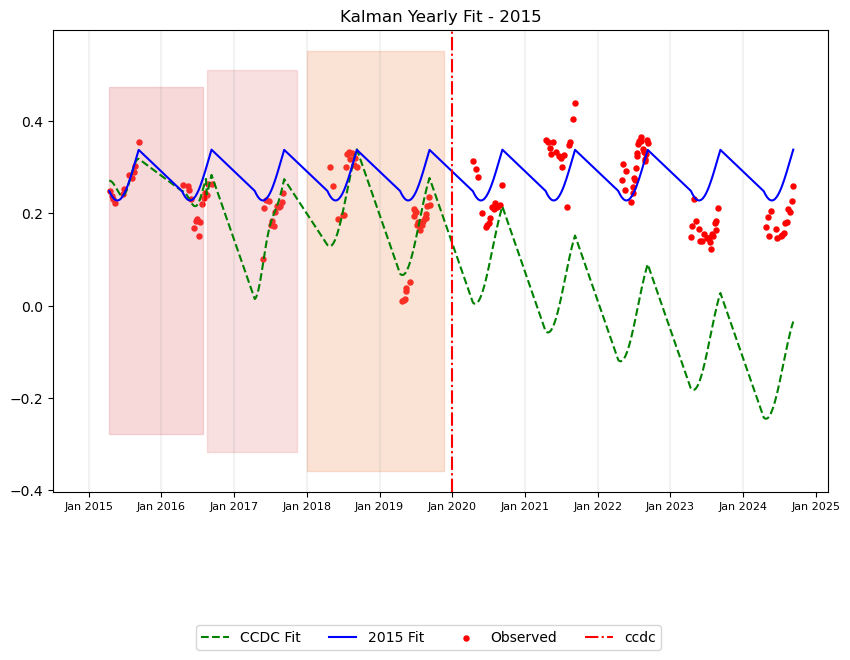 Kalman Yearly Fit - 2015
0.4
0.2
0.0
−0.2
−0.4
Jan 2015 Jan 2016 Jan 2017 Jan 2018 Jan 2019 Jan 2020 Jan 2021 Jan 2022 Jan 2023 Jan 2024 Jan 2025
CCDC Fit 2015 Fit Observed ccdc